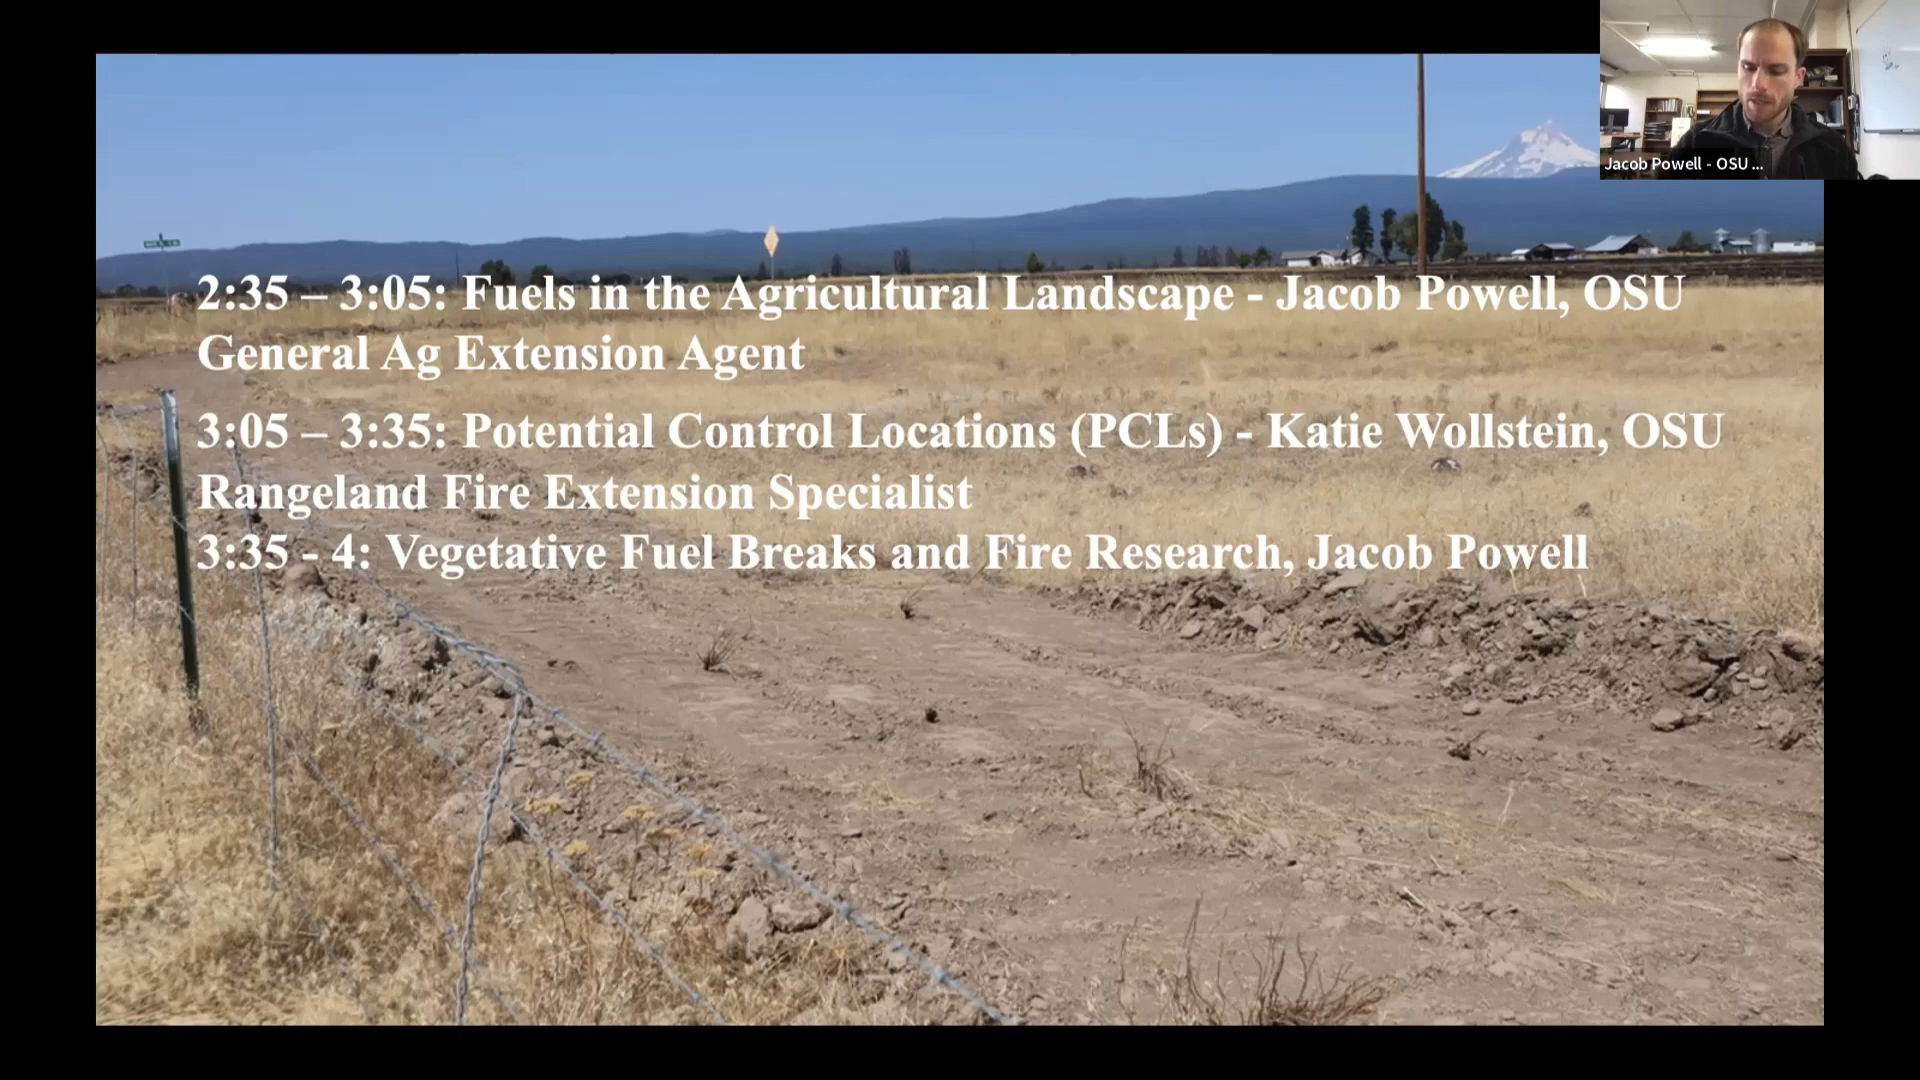 Jacob Powell - OSU ...
2:35 – 3:05: Fuels in the Agricultural Landscape - Jacob Powell, OSU
General Ag Extension Agent
3:05 – 3:35: Potential Control Locations (PCLs) - Katie Wollstein, OSU
Rangeland Fire Extension Specialist
3:35 - 4: Vegetative Fuel Breaks and Fire Research, Jacob Powell